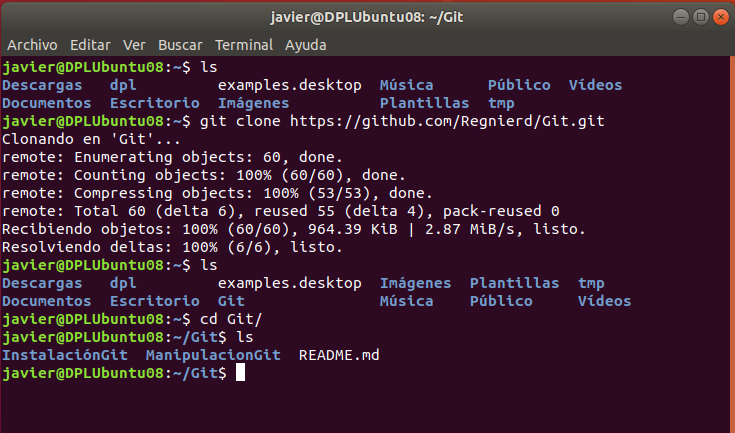 javier@DPLUbuntu08: ~/Git
Archivo Editar Ver Buscar Terminal Ayuda
javier@DPLUbuntu08:~$ ls
Descargas dpl examples.desktop Música Público Vídeos
Documentos Escritorio Imágenes Plantillas tmp
javier@DPLUbuntu08:~$ git clone https://github.com/Regnierd/Git.git
Clonando en 'Git'...
remote: Enumerating objects: 60, done.
remote: Counting objects: 100% (60/60), done.
remote: Compressing objects: 100% (53/53), done.
remote: Total 60 (delta 6), reused 55 (delta 4), pack-reused 0
Recibiendo objetos: 100% (60/60), 964.39 KiB | 2.87 MiB/s, listo.
Resolviendo deltas: 100% (6/6), listo.
javier@DPLUbuntu08:~$ ls
Descargas dpl examples.desktop Imágenes Plantillas tmp
Documentos Escritorio Git Música Público Vídeos
javier@DPLUbuntu08:~$ cd Git/
javier@DPLUbuntu08:~/Git$ ls
InstalaciónGit ManipulacionGit README.md
javier@DPLUbuntu08:~/Git$